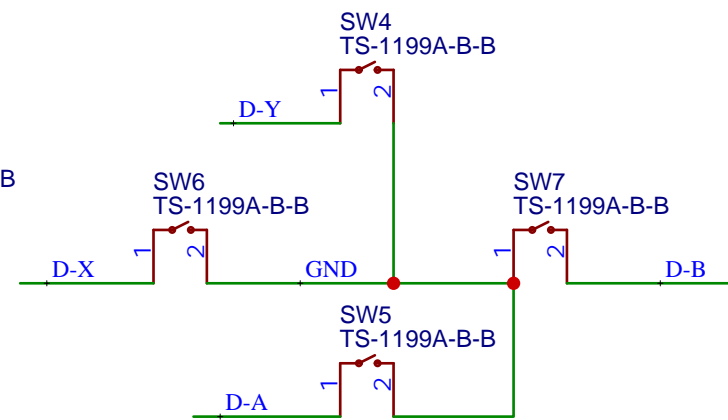 SW4
TS-1199A-B-B
1
2
D-Y
B
SW6
TS-1199A-B-B
1
2
D-X
GND
SW7
TS-1199A-B-B
1
2
D-B
SW5
TS-1199A-B-B
1
2
D-A